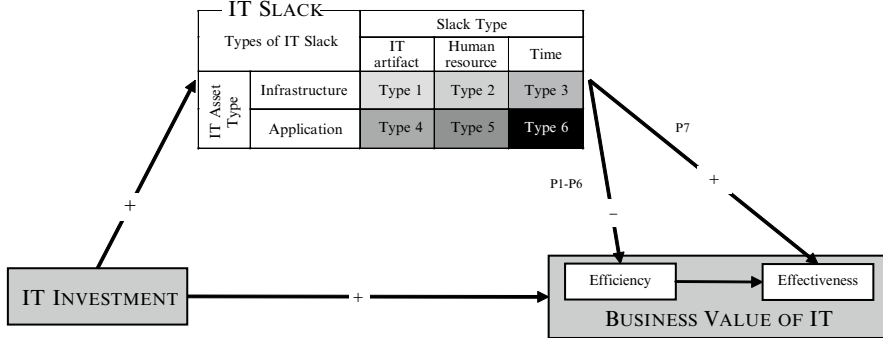 IT SLACK
Types of IT Slack
Slack Type
IT artifact
Human resource
Time
IT Asset Type
Infrastructure
Type 1
Type 2
Type 3
Application
Type 4
Type 5
Type 6
P7
P1-P6
+
+
–
Efficiency
Effectiveness
IT INVESTMENT
+
BUSINESS VALUE OF IT